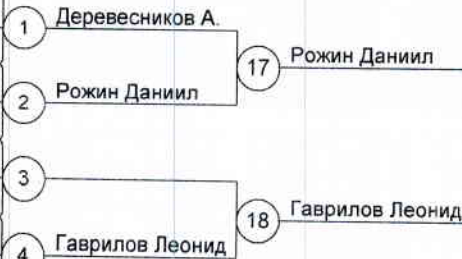 1 Деревесников А.
17 Рожин Даниил
2 Рожин Даниил
3
18 Гаврилов Леонид
4 Гаврилов Леонид